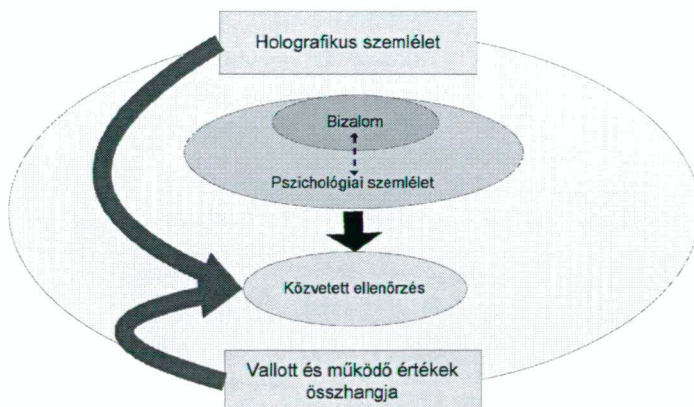 Holografikus szemlélet
Bizalom
Pszichológiai szemlélet
Közvetett ellenőrzés
Vallott és működő értékek
összhangja